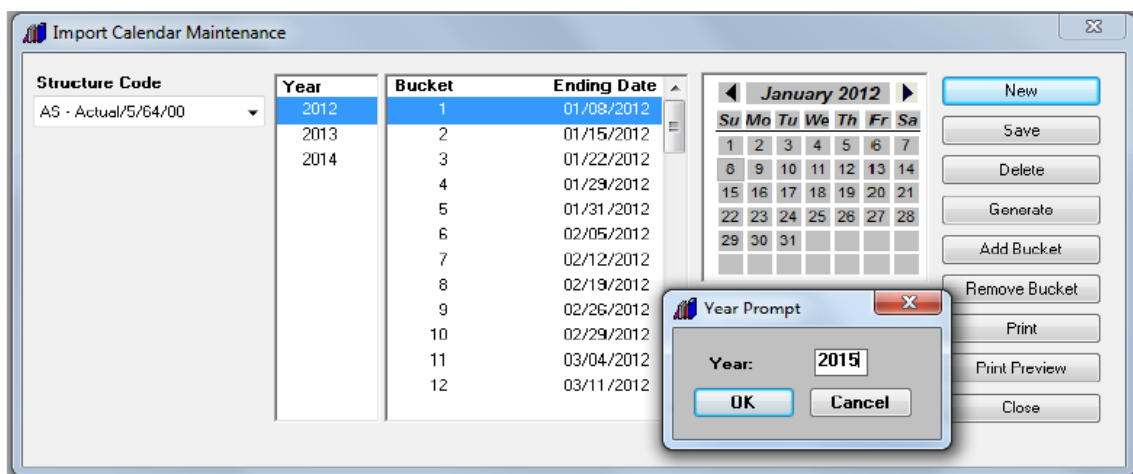 Import Calendar Maintenance
Structure Code
AS - Actual/5/64/00
Year
2012
2013
2014
Bucket Ending Date
1 01/08/2012
2 01/15/2012
3 01/22/2012
4 01/29/2012
5 01/31/2012
6 02/05/2012
7 02/12/2012
8 02/19/2012
9 02/26/2012
10 02/29/2012
11 03/04/2012
12 03/11/2012
January 2012
Su Mo Tu We Th Fr Sa
1 2 3 4 5 6 7
8 9 10 11 12 13 14
15 16 17 18 19 20 21
22 23 24 25 26 27 28
29 30 31
New
Save
Delete
Generate
Add Bucket
Remove Bucket
Print
Print Preview
Close
Year Prompt
Year: 2015
OK Cancel